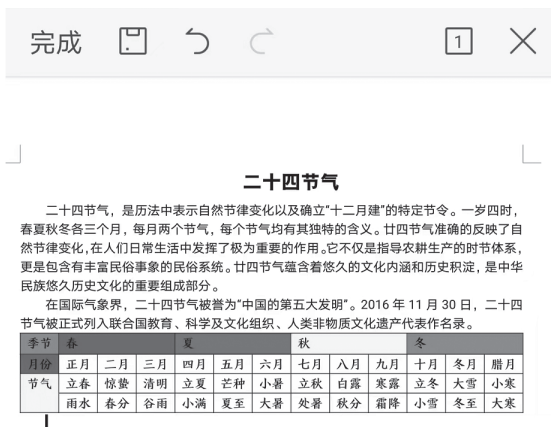 完成
1
二十四节气
二十四节气，是历法中表示自然节律变化以及确立“十二月建”的特定节令。一岁四时，
春夏秋冬各三个月，每月两个节气，每个节气均有其独特的含义。廿四节气准确的反映了自
然节律变化，在人们日常生活中发挥了极为重要的作用。它不仅是指导农耕生产的时节体系，
更是包含有丰富民俗事象的民俗系统。廿四节气蕴含着悠久的文化内涵和历史积淀，是中华
民族悠久历史文化的重要组成部分。
在国际气象界，二十四节气被誉为“中国的第五大发明”。2016 年 11 月 30 日，二十四
节气被正式列入联合国教育、科学及文化组织、人类非物质文化遗产代表作名录。
季节 春 夏 秋 冬
月份 正月 二月 三月 四月 五月 六月 七月 八月 九月 十月 冬月 腊月
节气 立春 惊蛰 清明 立夏 芒种 小暑 立秋 白露 寒露 立冬 大雪 小寒
雨水 春分 谷雨 小满 夏至 大暑 处暑 秋分 霜降 小雪 冬至 大寒